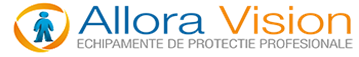 Allora Vision
ECHIPAMENTE DE PROTECTIE PROFESIONALE